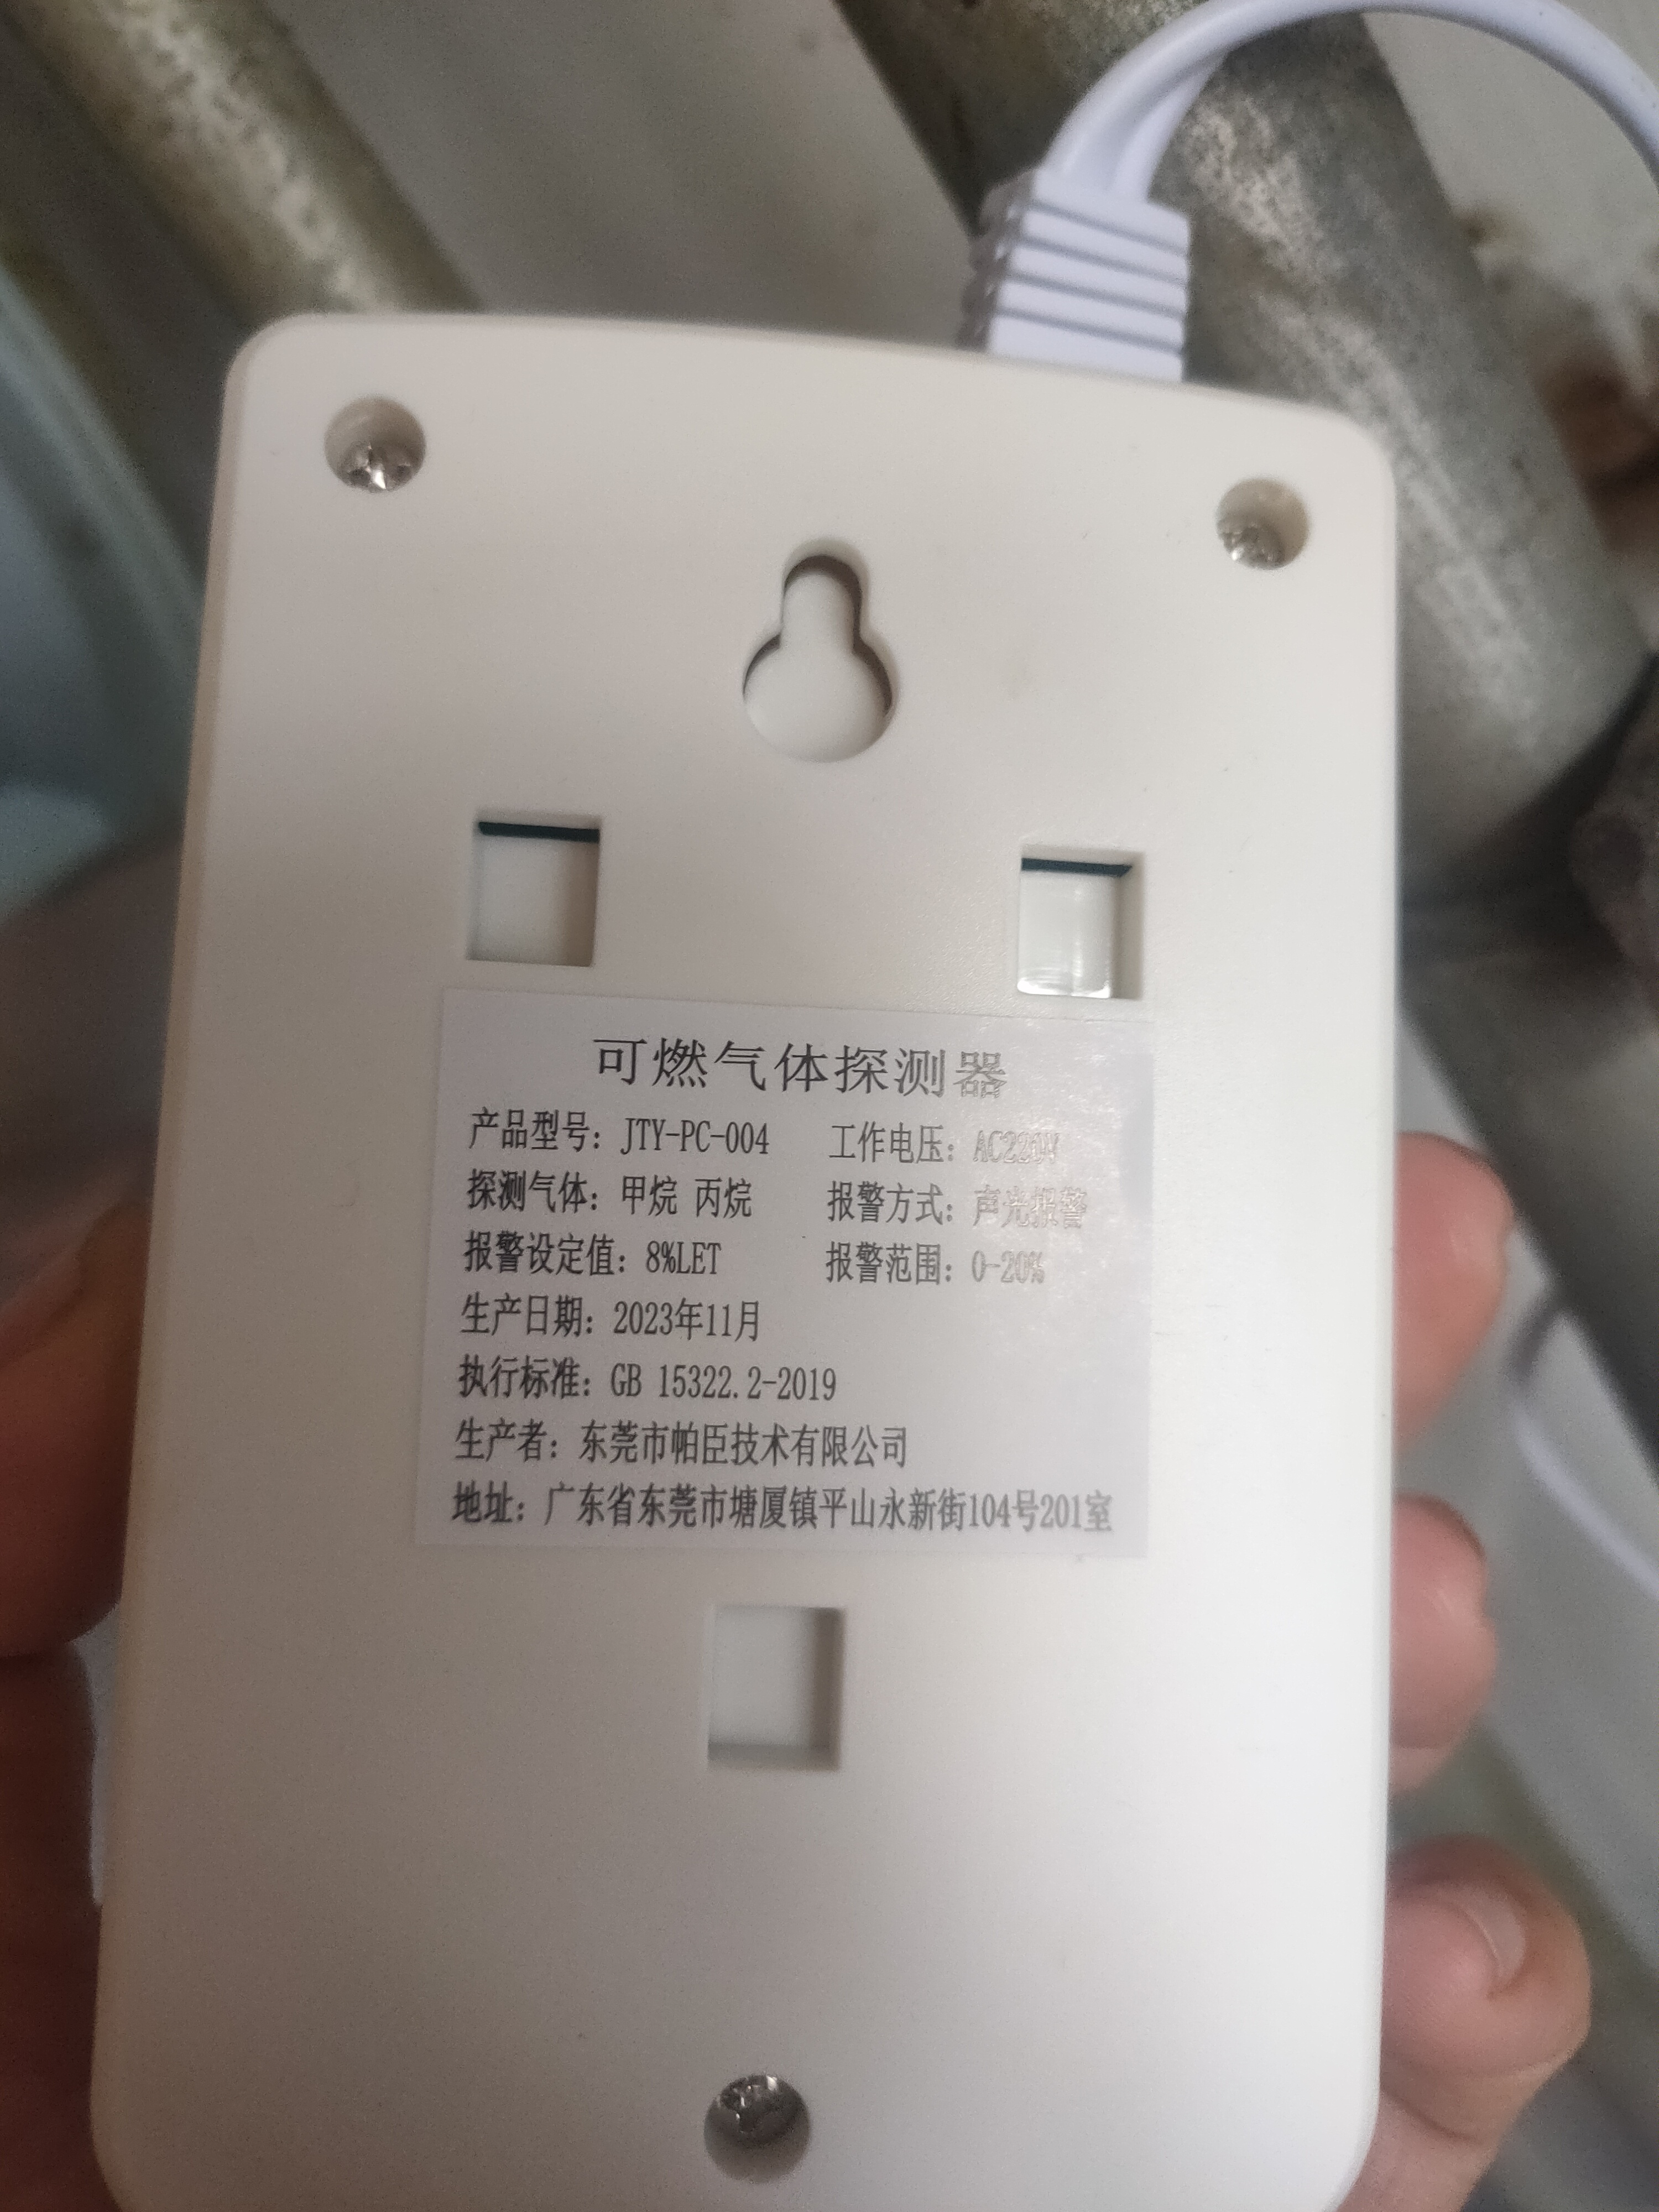 可燃气体探测器
产品型号：JTY-PC-004 工作电压：AC220V
探测气体：甲烷 丙烷 报警方式：声光报警
报警设定值：8%LET 报警范围：0-20%
生产日期：2023年11月
执行标准：GB 15322.2-2019
生产者：东莞市帕臣技术有限公司
地址：广东省东莞市塘厦镇平山永新街104号201室